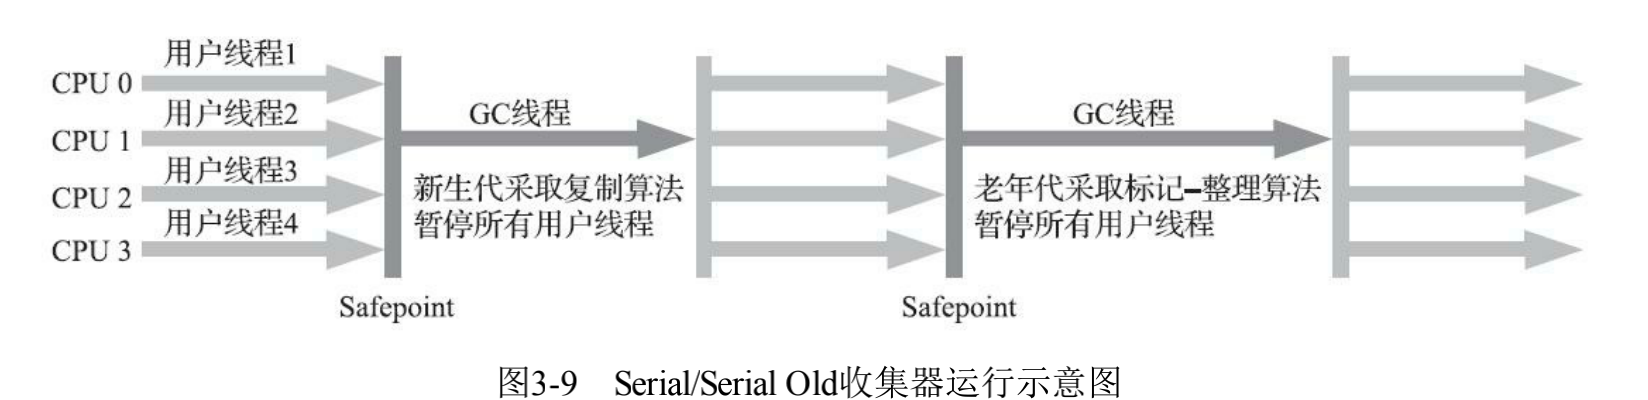 用户线程1
CPU 0
用户线程2
CPU 1
用户线程3
CPU 2
用户线程4
CPU 3
GC线程
新生代采取复制算法
暂停所有用户线程
Safepoint
GC线程
老年代采取标记–整理算法
暂停所有用户线程
Safepoint
图3-9 Serial/Serial Old收集器运行示意图